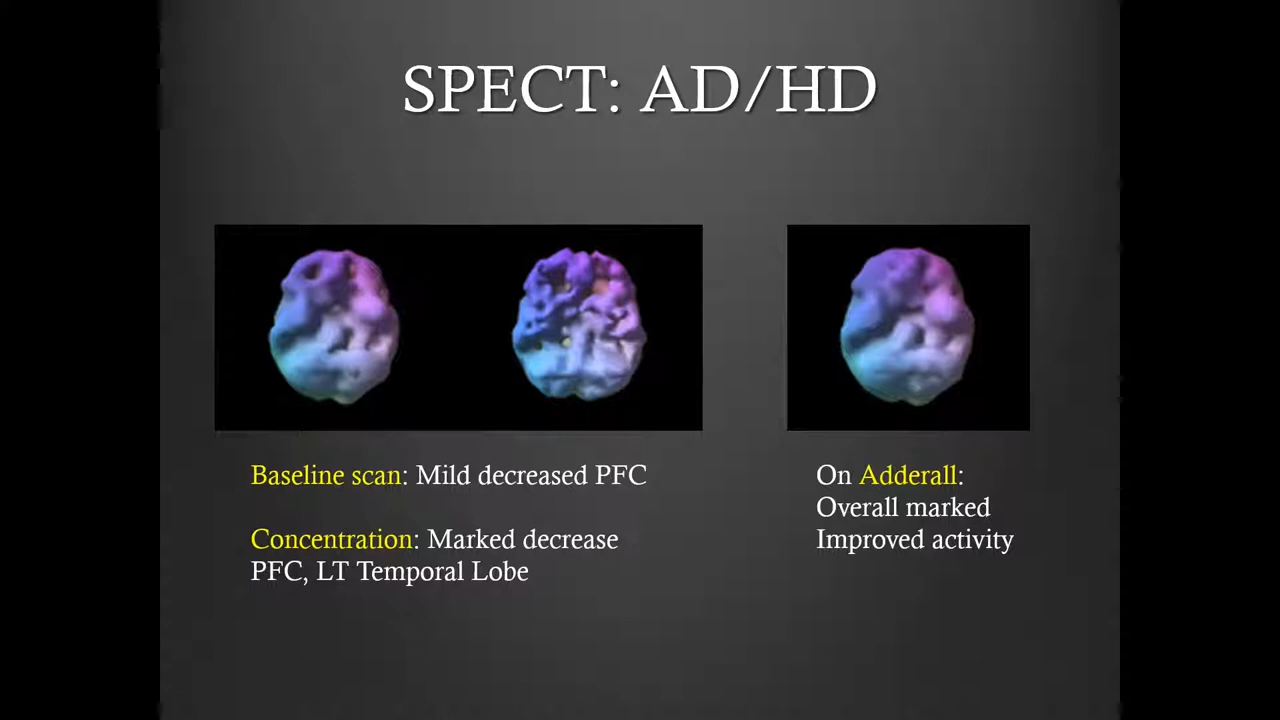 SPECT: AD/HD
Baseline scan: Mild decreased PFC
Concentration: Marked decrease
PFC, LT Temporal Lobe
On Adderall:
Overall marked
Improved activity